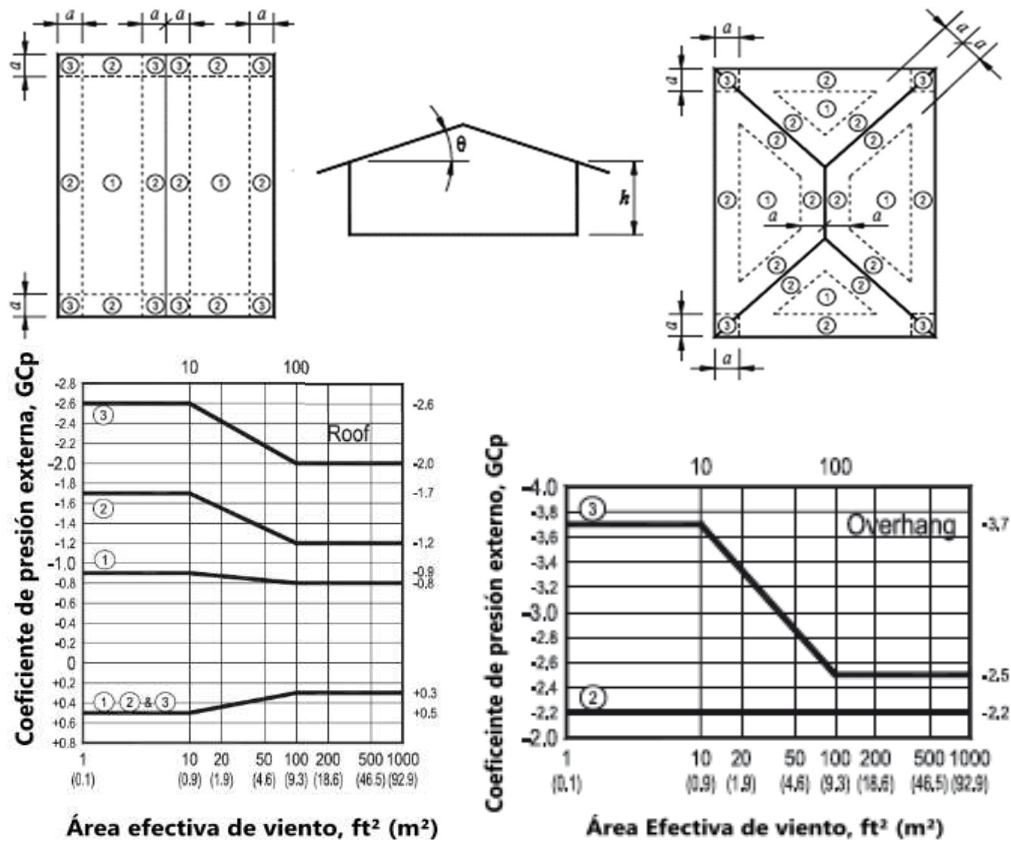 a a a a
a 3 2 3 3 2 3
2 1 2 2 1 2
a 3 2 3 3 2 3
θ
h
a a a
a 3 2 3
1
2 2
2 2
2 1 2 2 1 2
a a
2 2
2 1 2
a 3 2 3
a
Coeficiente de presión externa, GCp
10 100
-2.8
-2.6 3 -2.6
-2.4 Roof
-2.2
-2.0 -2.0
-1.8 -1.7
-1.6 2
-1.4
-1.2 -1.2
-1.0 1 -0.9
-0.8 -0.8
-0.6
-0.4
-0.2
0
+0.2 +0.3
+0.4 1 2 & 3
+0.6 +0.5
+0.8
1 10 20 50 100 200 500 1000
(0.1) (0.9) (1.9) (4.6) (9.3) (18.6) (46.5) (92.9)
Área efectiva de viento, ft² (m²)
Coeficeinte de presión externo, GCp
10 100
-4.0
-3,8 3 Overhang -3,7
-3.6
-3.4
-3.2
-3.0
-2.8
-2,6 -2,5
-2.4
-2.2 2 -2.2
-2.0
1 10 20 50 100 200 500 1000
(0.1) (0.9) (1.9) (4.6) (9.3) (18.6) (46.5) (92.9)
Área Efectiva de viento, ft² (m²)